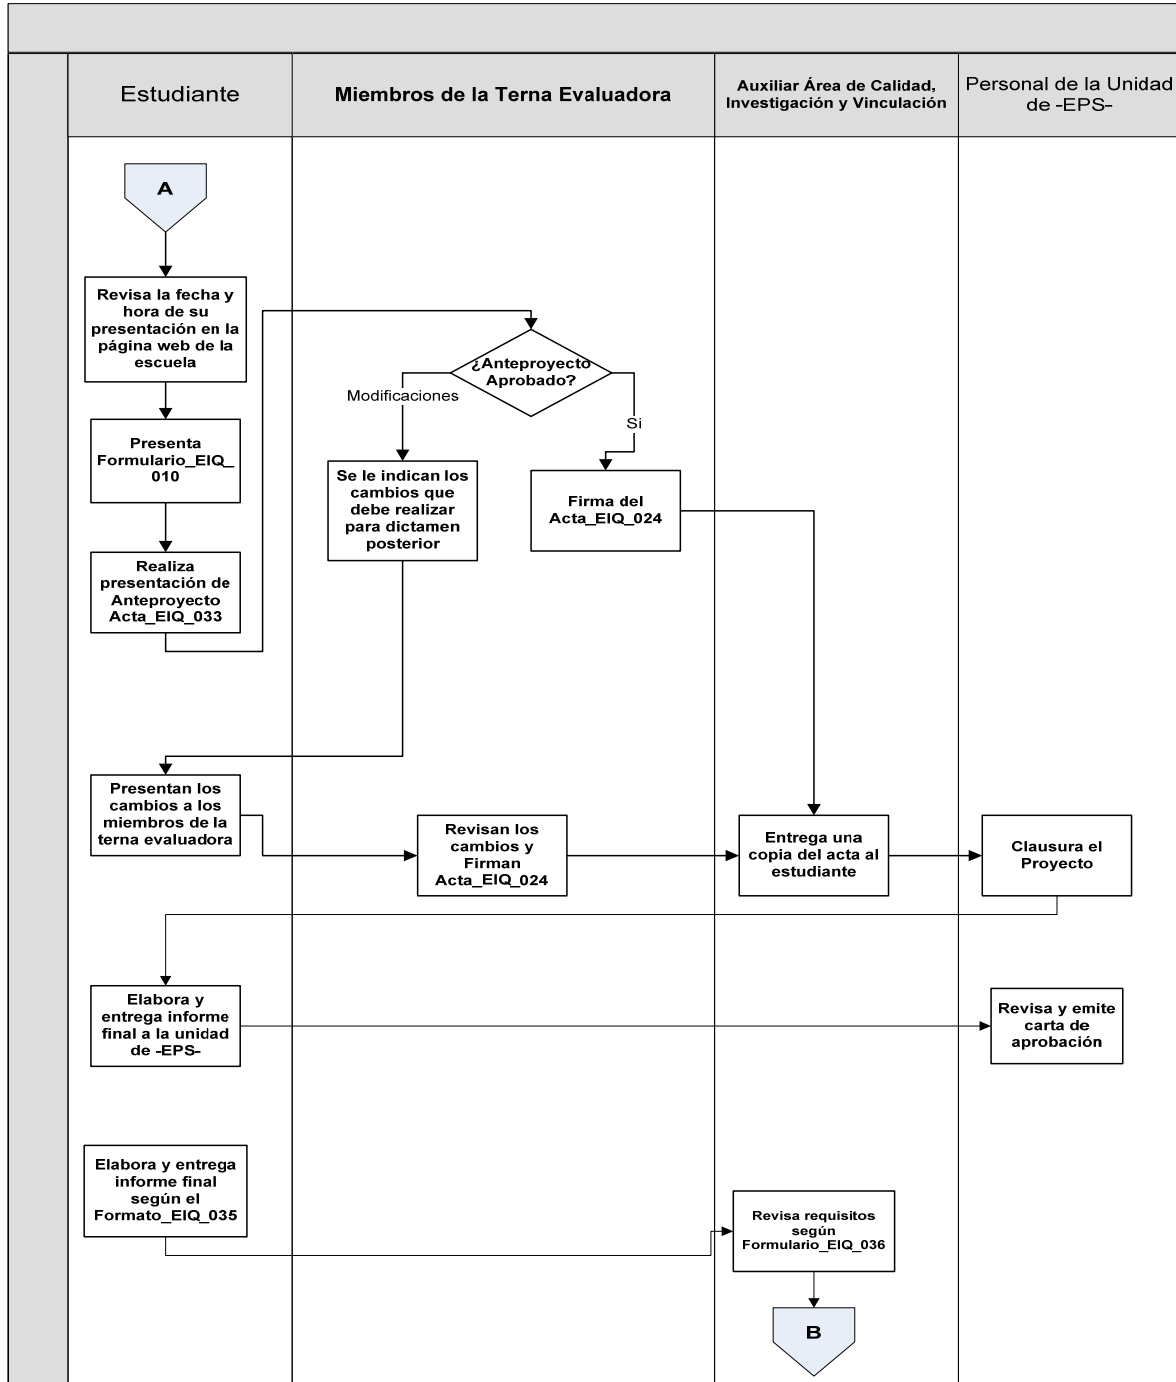 Estudiante
Miembros de la Terna Evaluadora
Auxiliar Área de Calidad,
Investigación y Vinculación
Personal de la Unidad
de -EPS-
A
Revisa la fecha y
hora de su
presentación en la
página web de la
escuela
Presenta
Formulario_EIQ_
010
Realiza
presentación de
Anteproyecto
Acta_EIQ_033
¿Anteproyecto
Aprobado?
Modificaciones
Si
Se le indican los
cambios que
debe realizar
para dictamen
posterior
Firma del
Acta_EIQ_024
Presentan los
cambios a los
miembros de la
terna evaluadora
Revisan los
cambios y
Firman
Acta_EIQ_024
Entrega una
copia del acta al
estudiante
Clausura el
Proyecto
Elabora y
entrega informe
final a la unidad
de -EPS-
Revisa y emite
carta de
aprobación
Elabora y entrega
informe final
según el
Formato_EIQ_035
Revisa requisitos
según
Formulario_EIQ_036
B